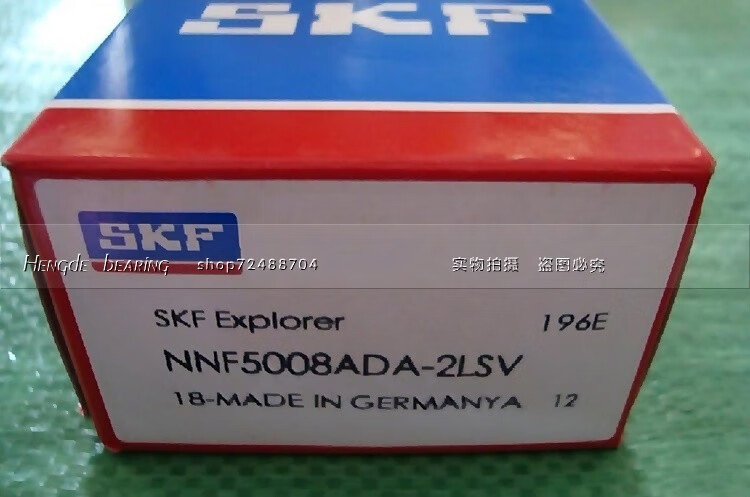 SKF
SKF
Hengde bearing shop72488704 实物拍摄 盗图必究
SKF Explorer 196E
NNF5008ADA-2LSV
18-MADE IN GERMANYA 12